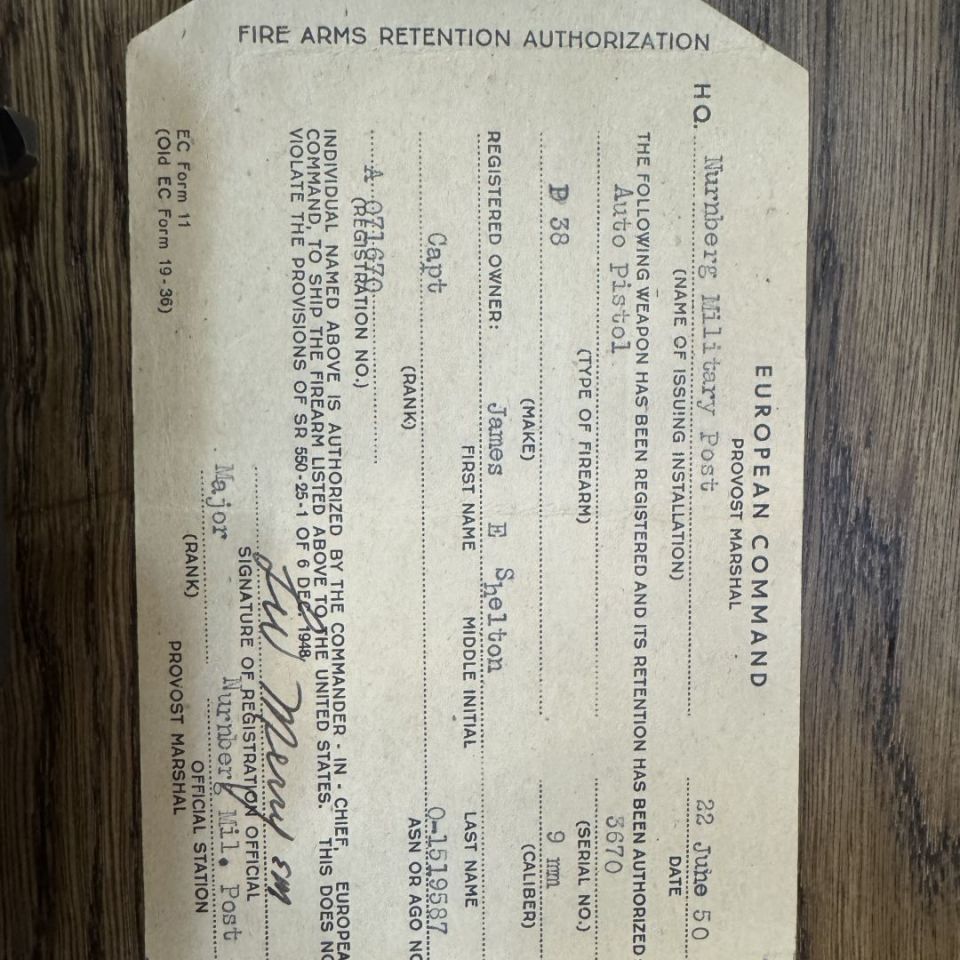 FIRE ARMS RETENTION AUTHORIZATION
EUROPEAN COMMAND
PROVOST MARSHAL
HQ. Nurnberg Military Post 22 June 50
(NAME OF ISSUING INSTALLATION) DATE
THE FOLLOWING WEAPON HAS BEEN REGISTERED AND ITS RETENTION HAS BEEN AUTHORIZED
Auto Pistol 3670
(TYPE OF FIREARM) (SERIAL NO.)
P 38 9 mm
(MAKE) (CALIBER)
REGISTERED OWNER: James E Shelton
FIRST NAME MIDDLE INITIAL LAST NAME
Capt O-1519587
(RANK) ASN OR AGO NO
A 071670
(REGISTRATION NO.)
INDIVIDUAL NAMED ABOVE IS AUTHORIZED BY THE COMMANDER - IN - CHIEF, EUROPEA
COMMAND, TO SHIP THE FIREARM LISTED ABOVE TO THE UNITED STATES. THIS DOES NO
VIOLATE THE PROVISIONS OF SR 550-25-1 OF 6 DEC. 1948
SIGNATURE OF REGISTRATION OFFICIAL
Major Nurnberg Mil. Post
(RANK) OFFICIAL STATION
PROVOST MARSHAL
EC Form 11
(Old EC Form 19-36)